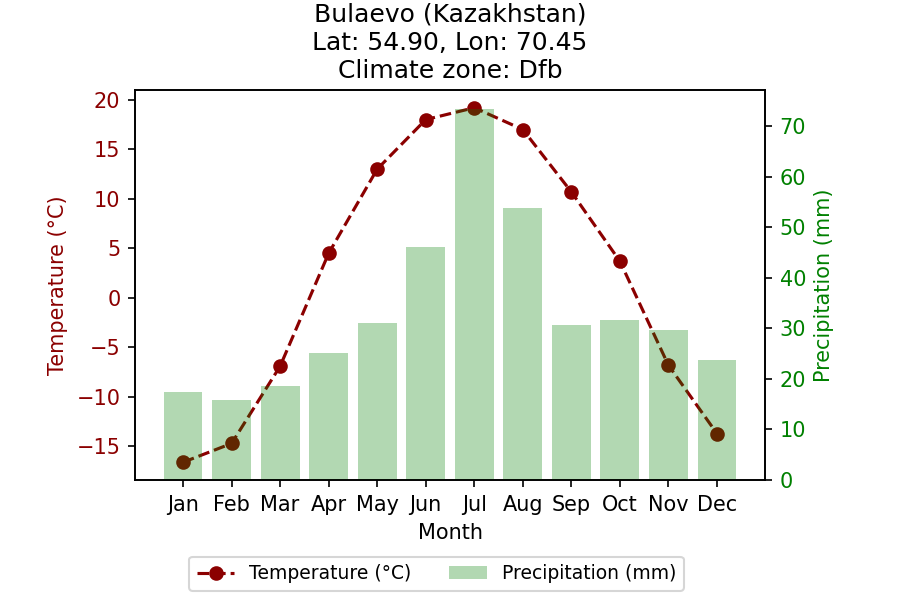 Bulaevo (Kazakhstan)
Lat: 54.90, Lon: 70.45
Climate zone: Dfb
Temperature (°C)
20
15
10
5
0
−5
−10
−15
70
60
50
40
30
20
10
0
Precipitation (mm)
Jan Feb Mar Apr May Jun Jul Aug Sep Oct Nov Dec
Month
Temperature (°C) Precipitation (mm)